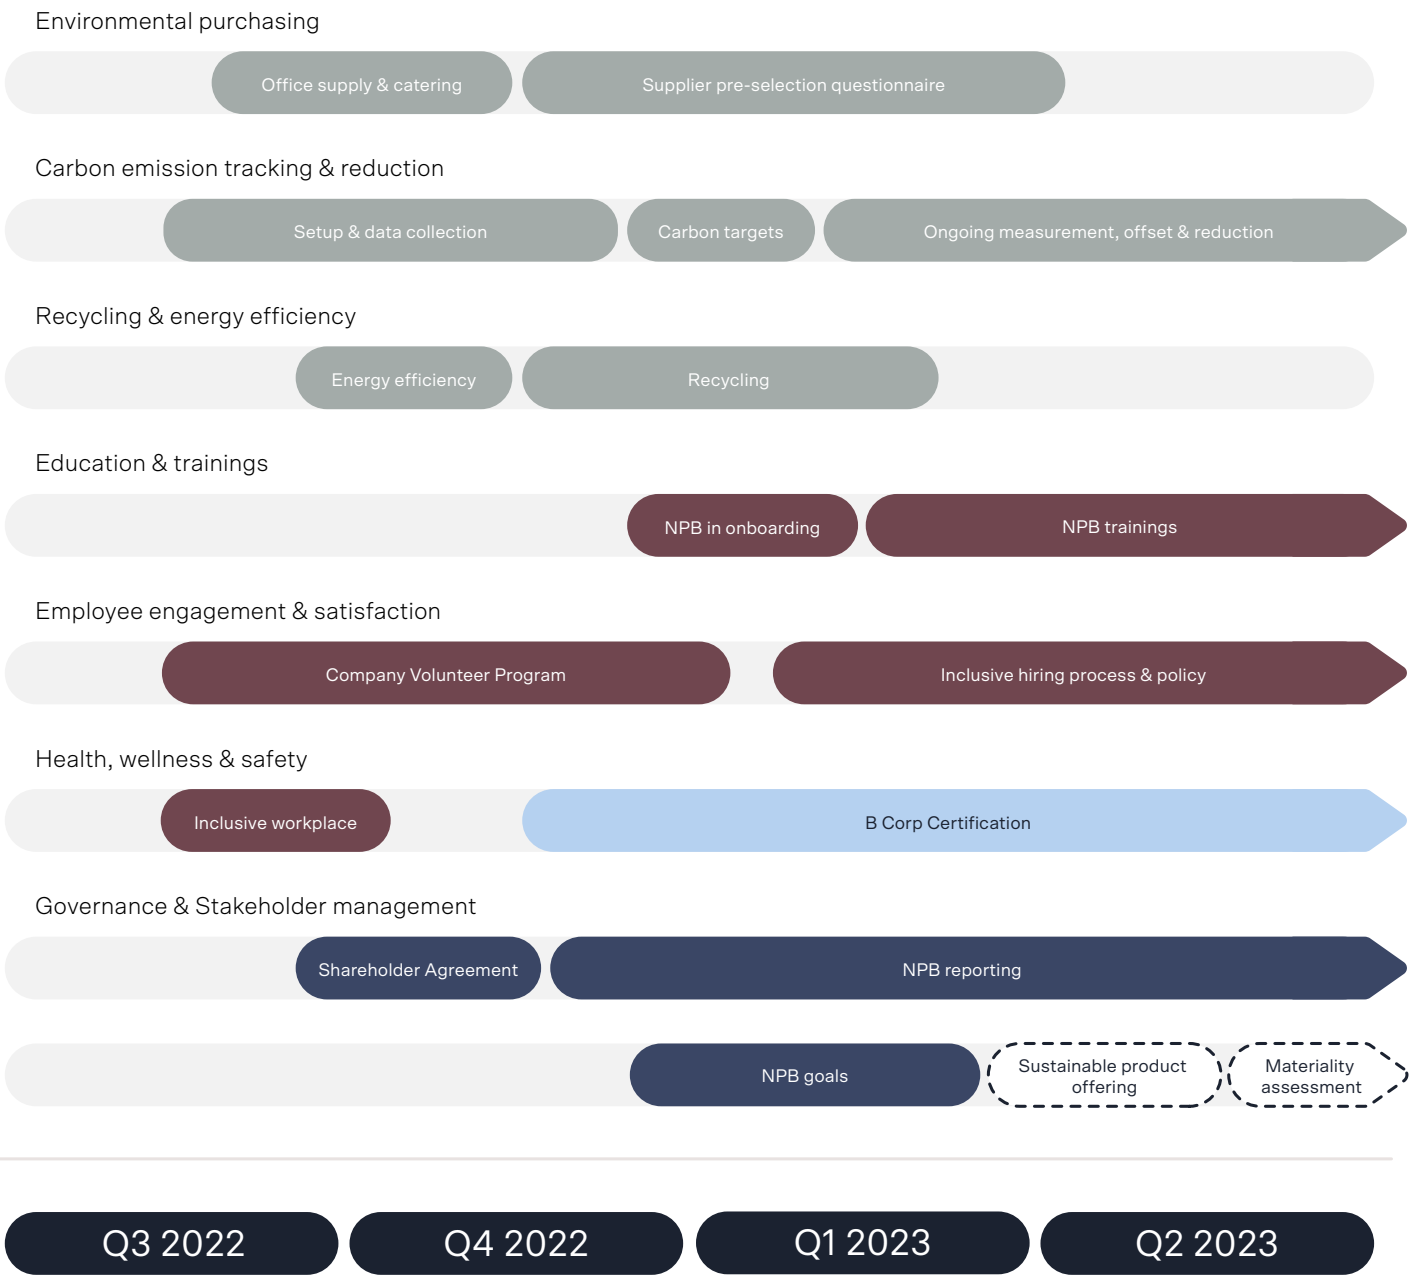 Environmental purchasing
Office supply & catering
Supplier pre-selection questionnaire
Carbon emission tracking & reduction
Setup & data collection
Carbon targets
Ongoing measurement, offset & reduction
Recycling & energy efficiency
Energy efficiency
Recycling
Education & trainings
NPB in onboarding
NPB trainings
Employee engagement & satisfaction
Company Volunteer Program
Inclusive hiring process & policy
Health, wellness & safety
Inclusive workplace
B Corp Certification
Governance & Stakeholder management
Shareholder Agreement
NPB reporting
NPB goals
Sustainable product
offering
Materiality
assessment
Q3 2022
Q4 2022
Q1 2023
Q2 2023